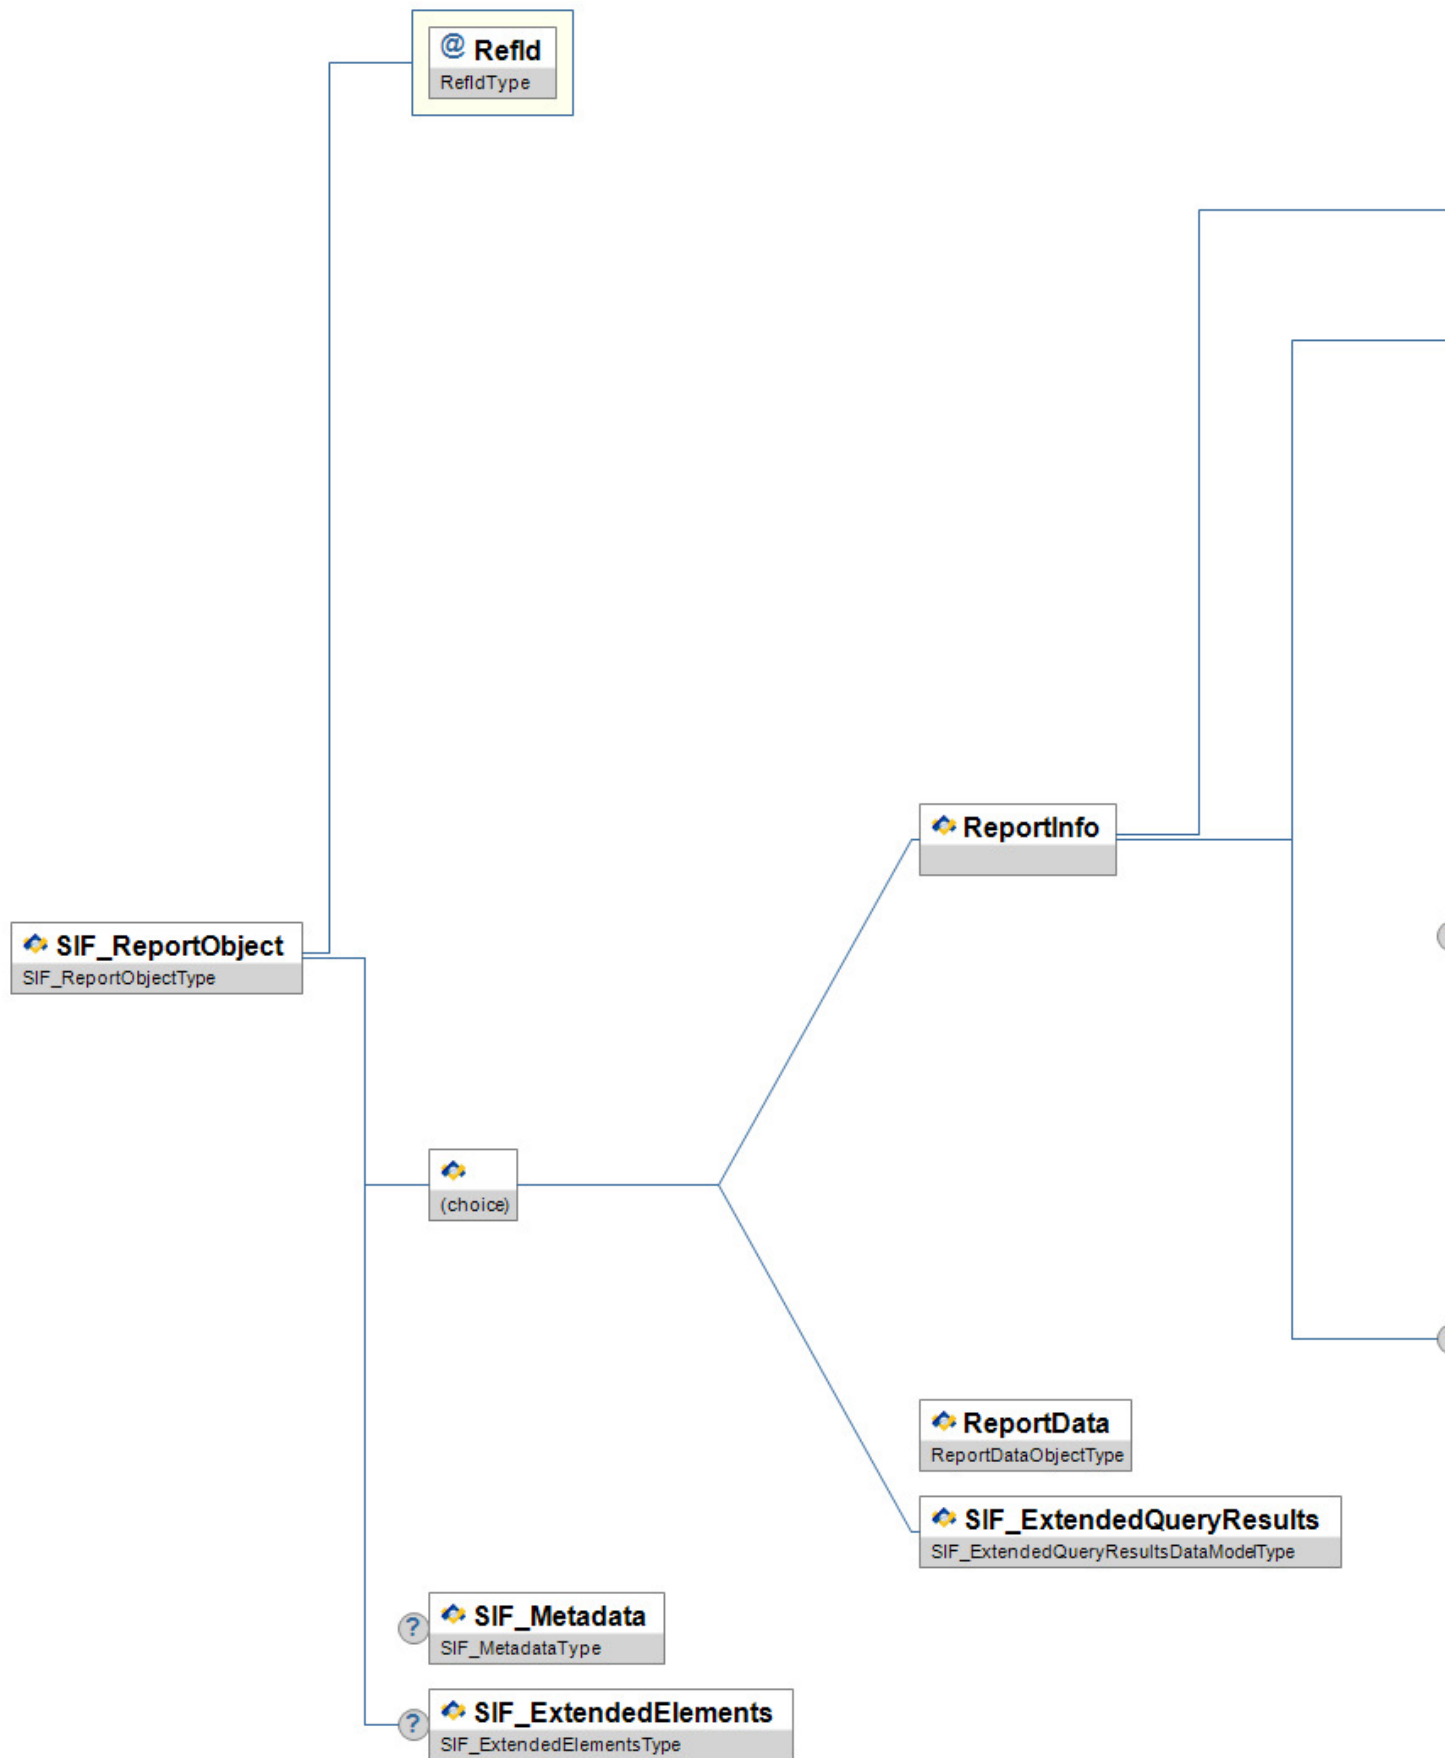 @ RefId
RefIdType
ReportInfo
SIF_ReportObject
SIF_ReportObjectType
(choice)
ReportData
ReportDataObjectType
SIF_ExtendedQueryResults
SIF_ExtendedQueryResultsDataModelType
? SIF_Metadata
SIF_MetadataType
? SIF_ExtendedElements
SIF_ExtendedElementsType